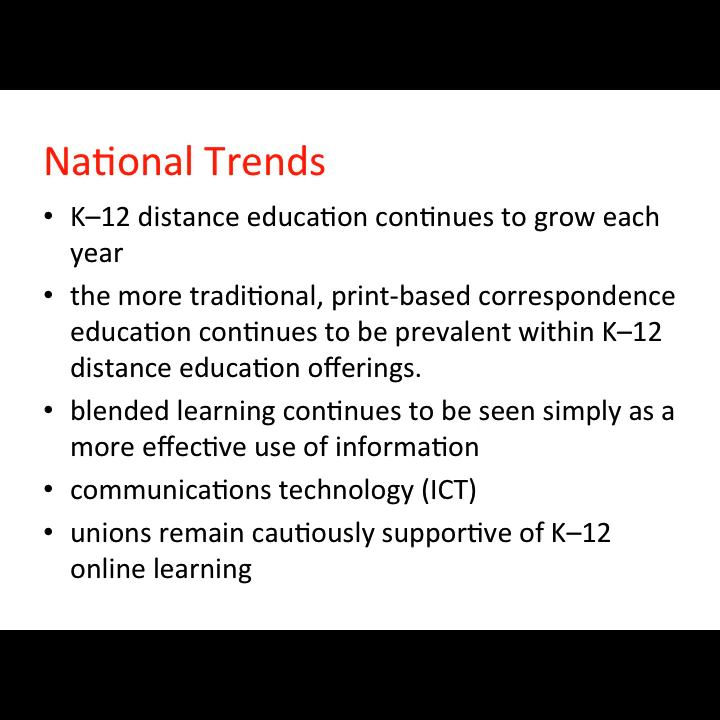 National Trends
• K–12 distance education continues to grow each
year
• the more traditional, print-based correspondence
education continues to be prevalent within K–12
distance education offerings.
• blended learning continues to be seen simply as a
more effective use of information
• communications technology (ICT)
• unions remain cautiously supportive of K–12
online learning